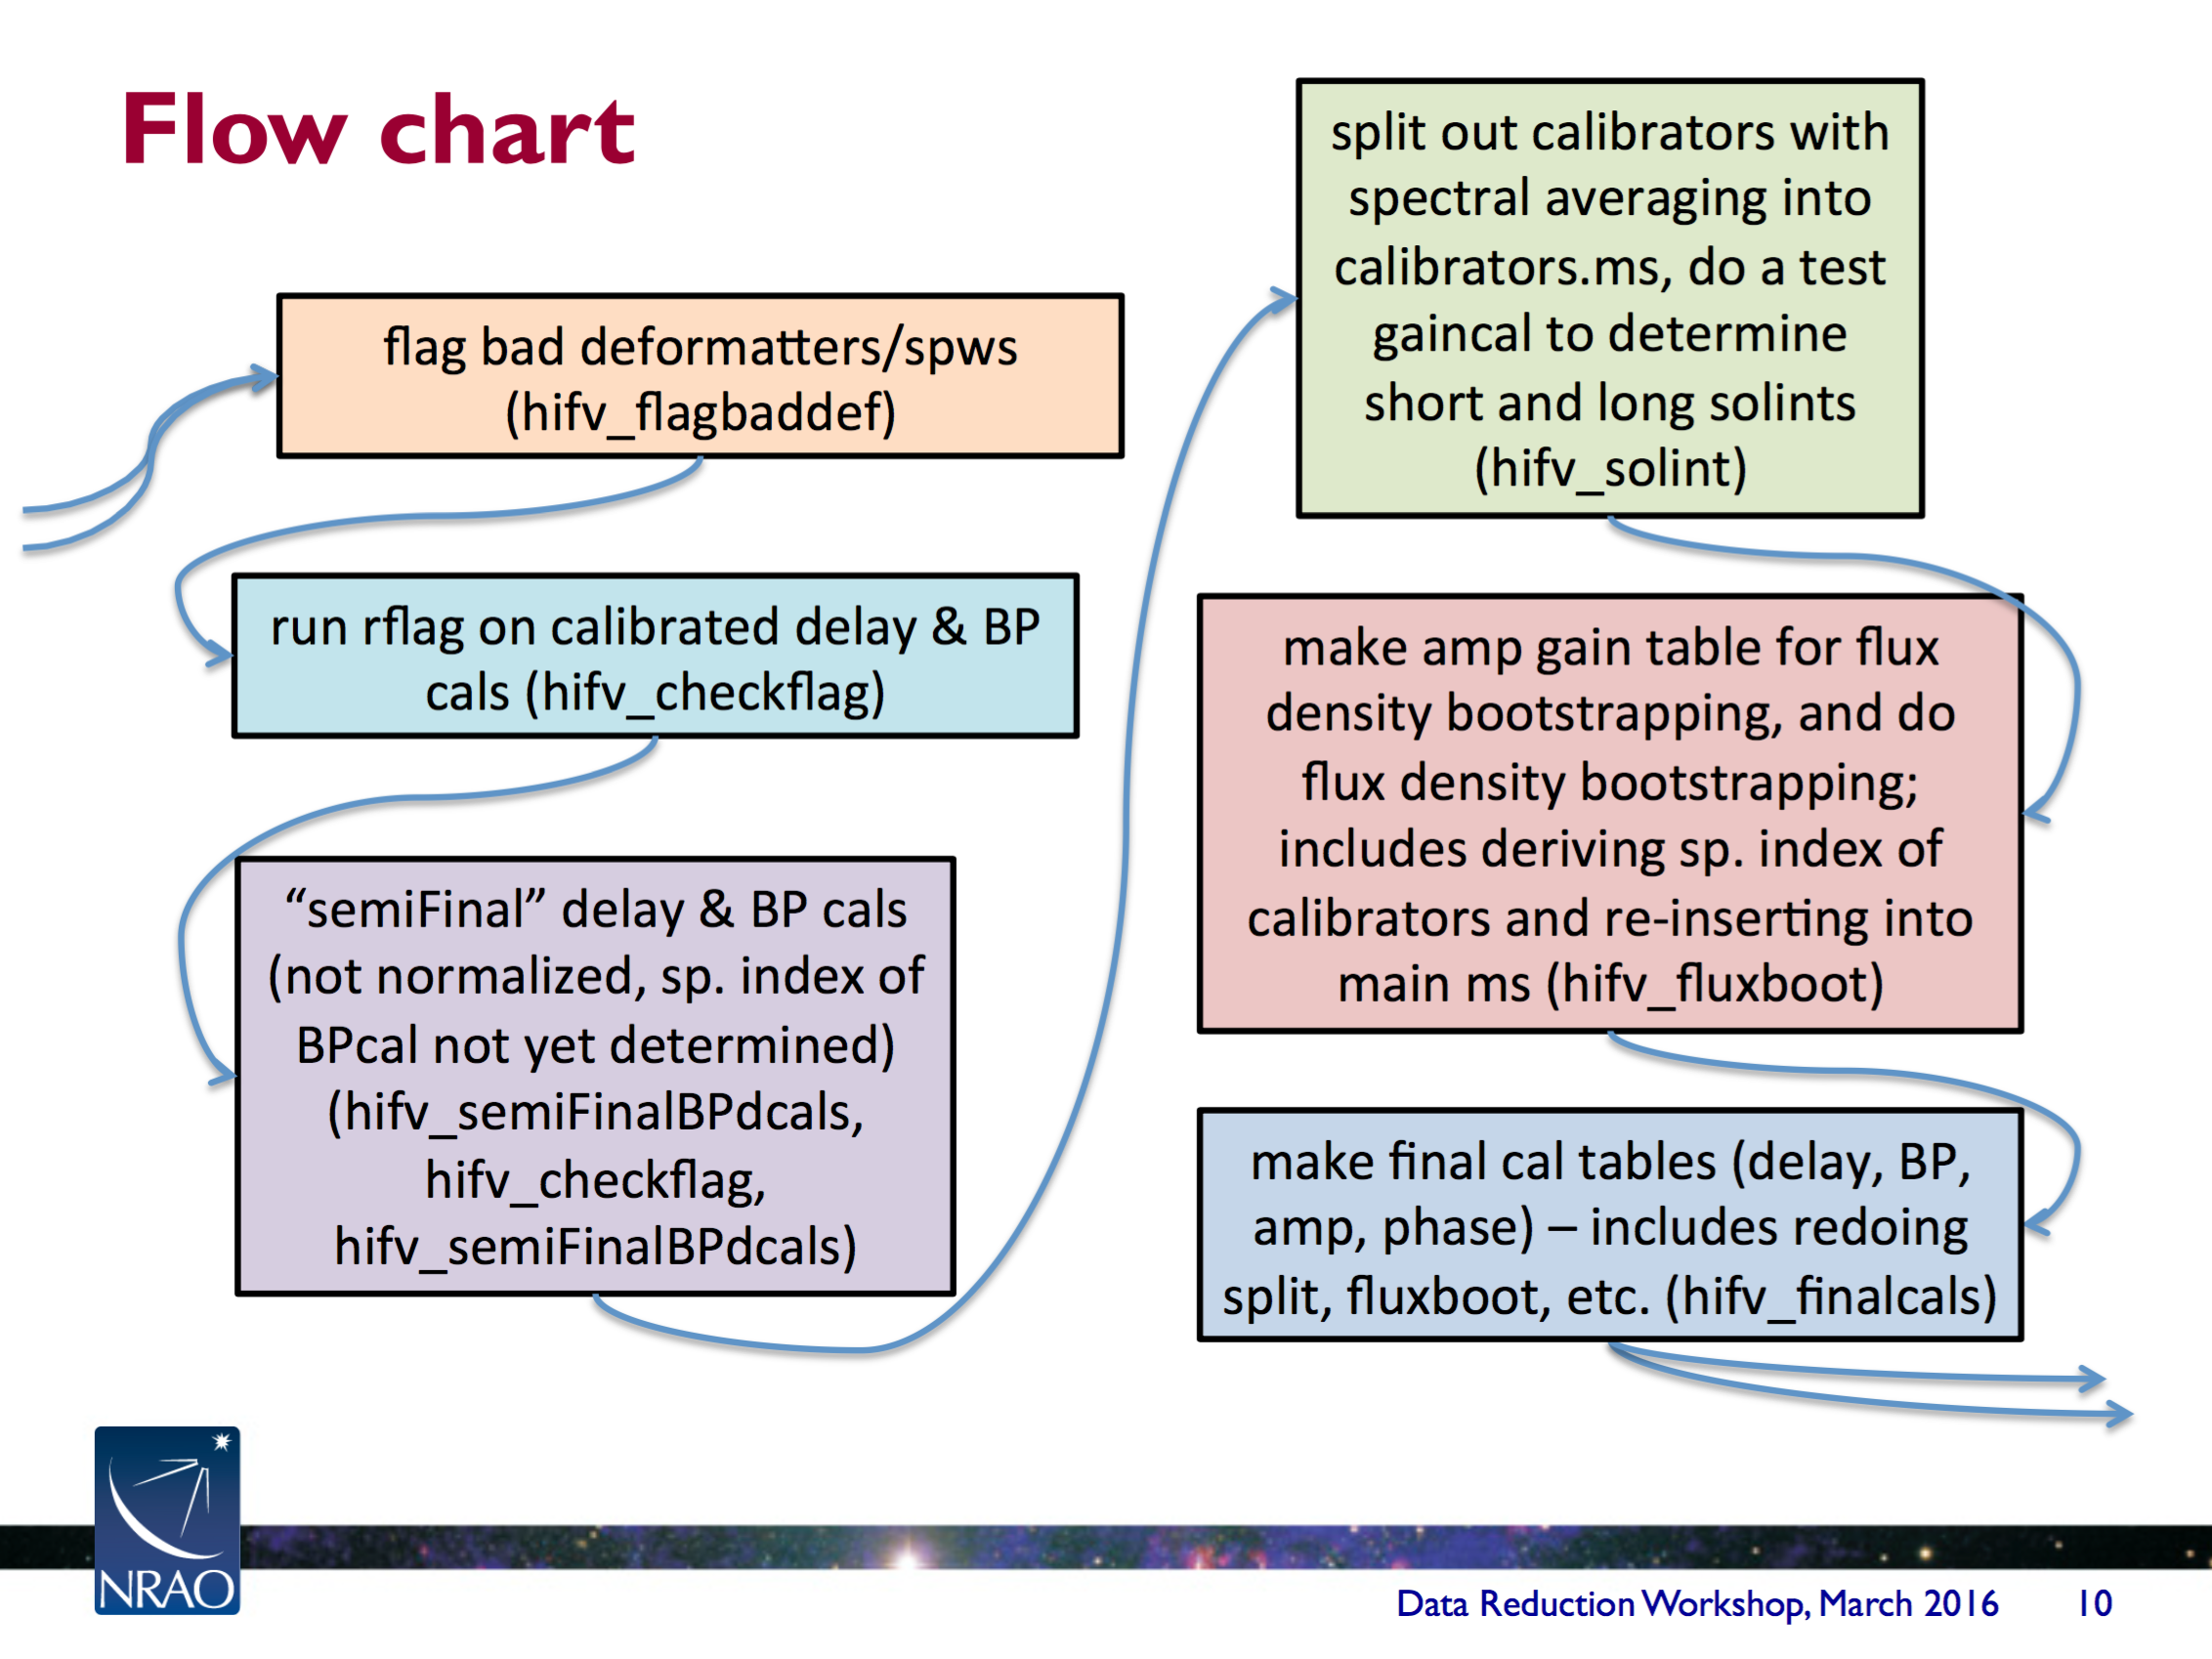 Flow chart
flag bad deformatters/spws
(hifv_flagbaddef)
run rflag on calibrated delay & BP
cals (hifv_checkflag)
“semiFinal” delay & BP cals
(not normalized, sp. index of
BPcal not yet determined)
(hifv_semiFinalBPdcals,
hifv_checkflag,
hifv_semiFinalBPdcals)
split out calibrators with
spectral averaging into
calibrators.ms, do a test
gaincal to determine
short and long solints
(hifv_solint)
make amp gain table for flux
density bootstrapping, and do
flux density bootstrapping;
includes deriving sp. index of
calibrators and re-inserting into
main ms (hifv_fluxboot)
make final cal tables (delay, BP,
amp, phase) – includes redoing
split, fluxboot, etc. (hifv_finalcals)
NRAO
Data Reduction Workshop, March 2016 10